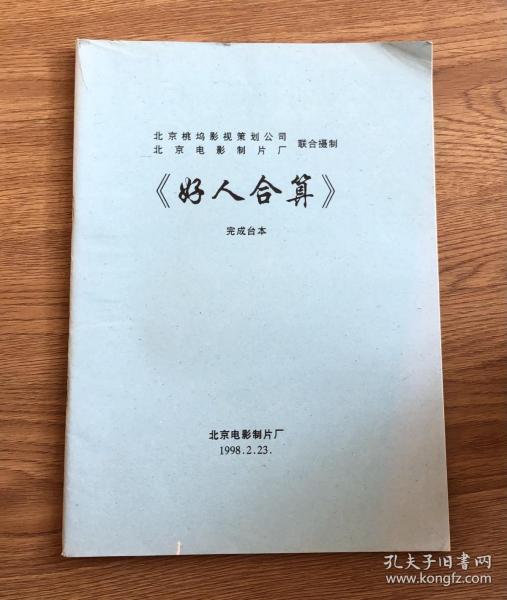 北京桃坞影视策划公司
北京电影制片厂
联合摄制
《好人合算》
完成台本
北京电影制片厂
1998.2.23.
孔夫子旧书网
www.kongfz.com